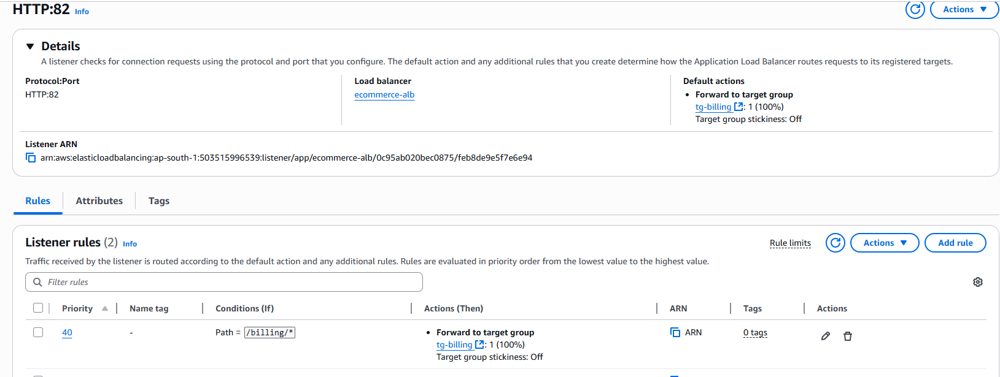 HTTP:82 Info
Actions
Details
A listener checks for connection requests using the protocol and port that you configure. The default action and any additional rules that you create determine how the Application Load Balancer routes requests to its registered targets.
Protocol:Port
HTTP:82
Load balancer
ecommerce-alb
Default actions
• Forward to target group
tg-billing : 1 (100%)
Target group stickiness: Off
Listener ARN
arn:aws:elasticloadbalancing:ap-south-1:503515996539:listener/app/ecommerce-alb/0c95ab020bec0875/feb8de9e5f7e6e94
Rules Attributes Tags
Listener rules (2) Info
Rule limits Actions Add rule
Traffic received by the listener is routed according to the default action and any additional rules. Rules are evaluated in priority order from the lowest value to the highest value.
Filter rules
Priority Name tag Conditions (If) Actions (Then) ARN Tags Actions
40 - Path = /billing/* • Forward to target group ARN 0 tags
tg-billing : 1 (100%)
Target group stickiness: Off